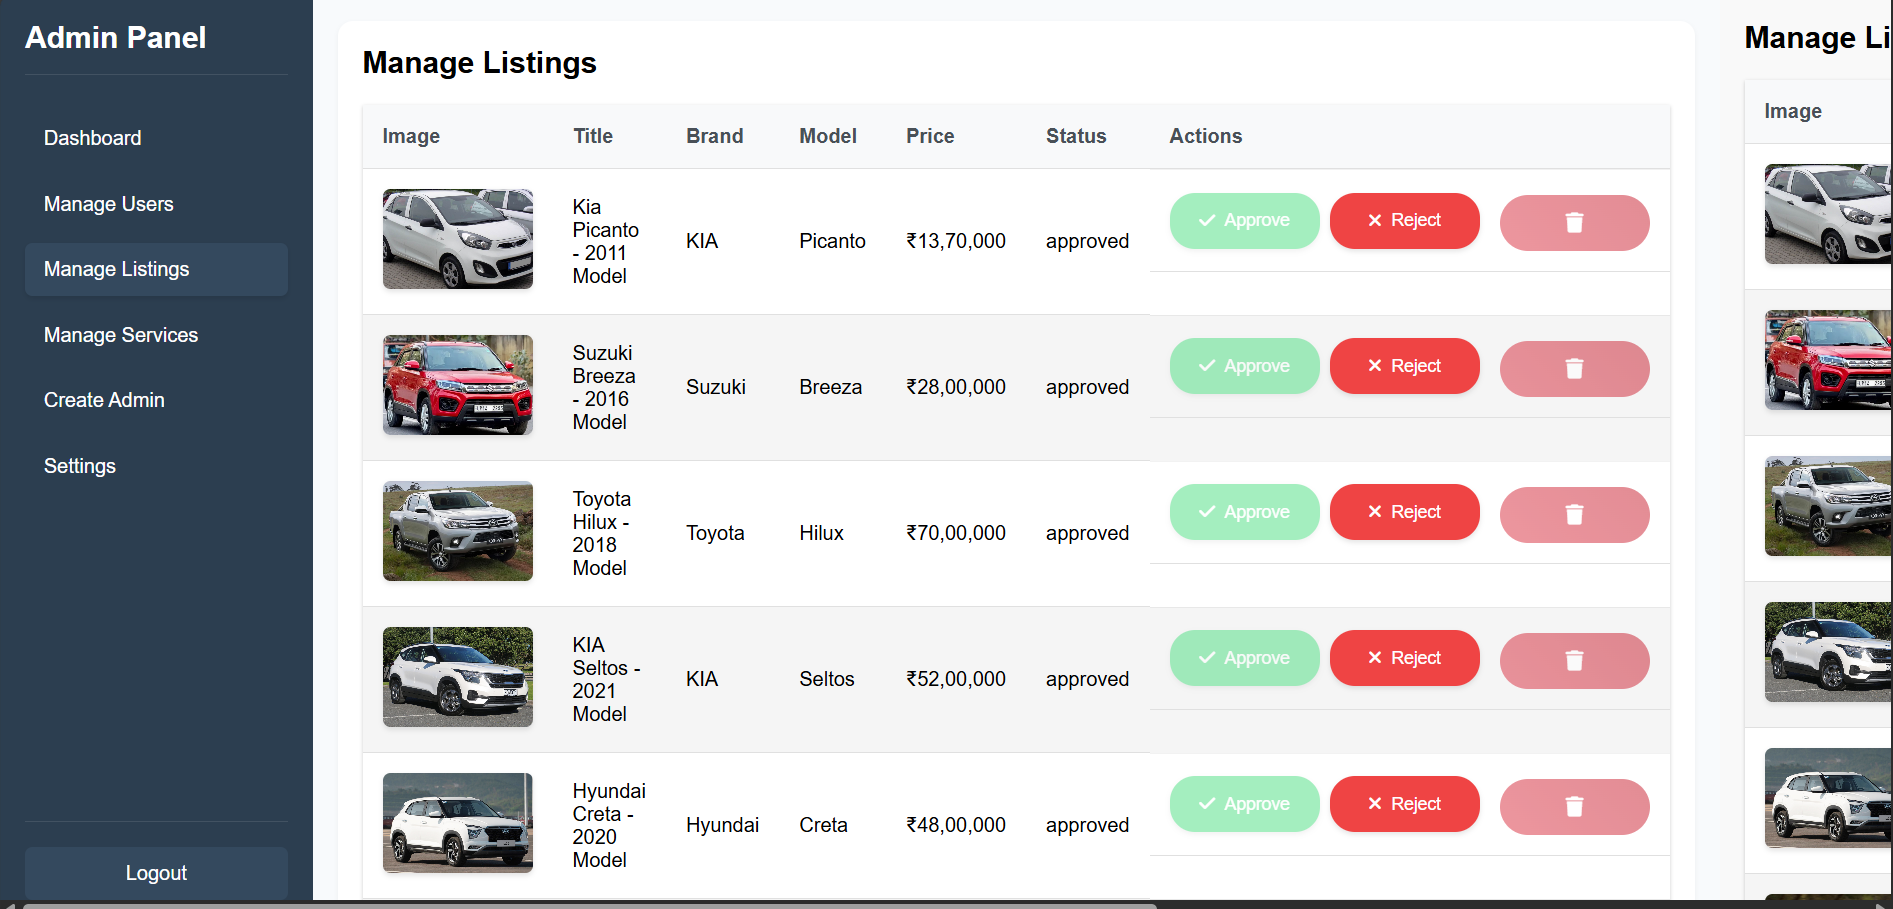 Admin Panel
Dashboard
Manage Users
Manage Listings
Manage Services
Create Admin
Settings
Logout
Manage Listings
Image Title Brand Model Price Status Actions
Kia
Picanto
- 2011
Model
KIA Picanto ₹13,70,000 approved Approve Reject
Suzuki
Breeza
- 2016
Model
Suzuki Breeza ₹28,00,000 approved Approve Reject
Toyota
Hilux -
2018
Model
Toyota Hilux ₹70,00,000 approved Approve Reject
KIA
Seltos -
2021
Model
KIA Seltos ₹52,00,000 approved Approve Reject
Hyundai
Creta -
2020
Model
Hyundai Creta ₹48,00,000 approved Approve Reject
Manage Li
Image